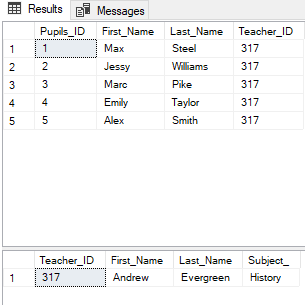 Results Messages
Pupils_ID First_Name Last_Name Teacher_ID
1 1 Max Steel 317
2 2 Jessy Williams 317
3 3 Marc Pike 317
4 4 Emily Taylor 317
5 5 Alex Smith 317
Teacher_ID First_Name Last_Name Subject_
1 317 Andrew Evergreen History